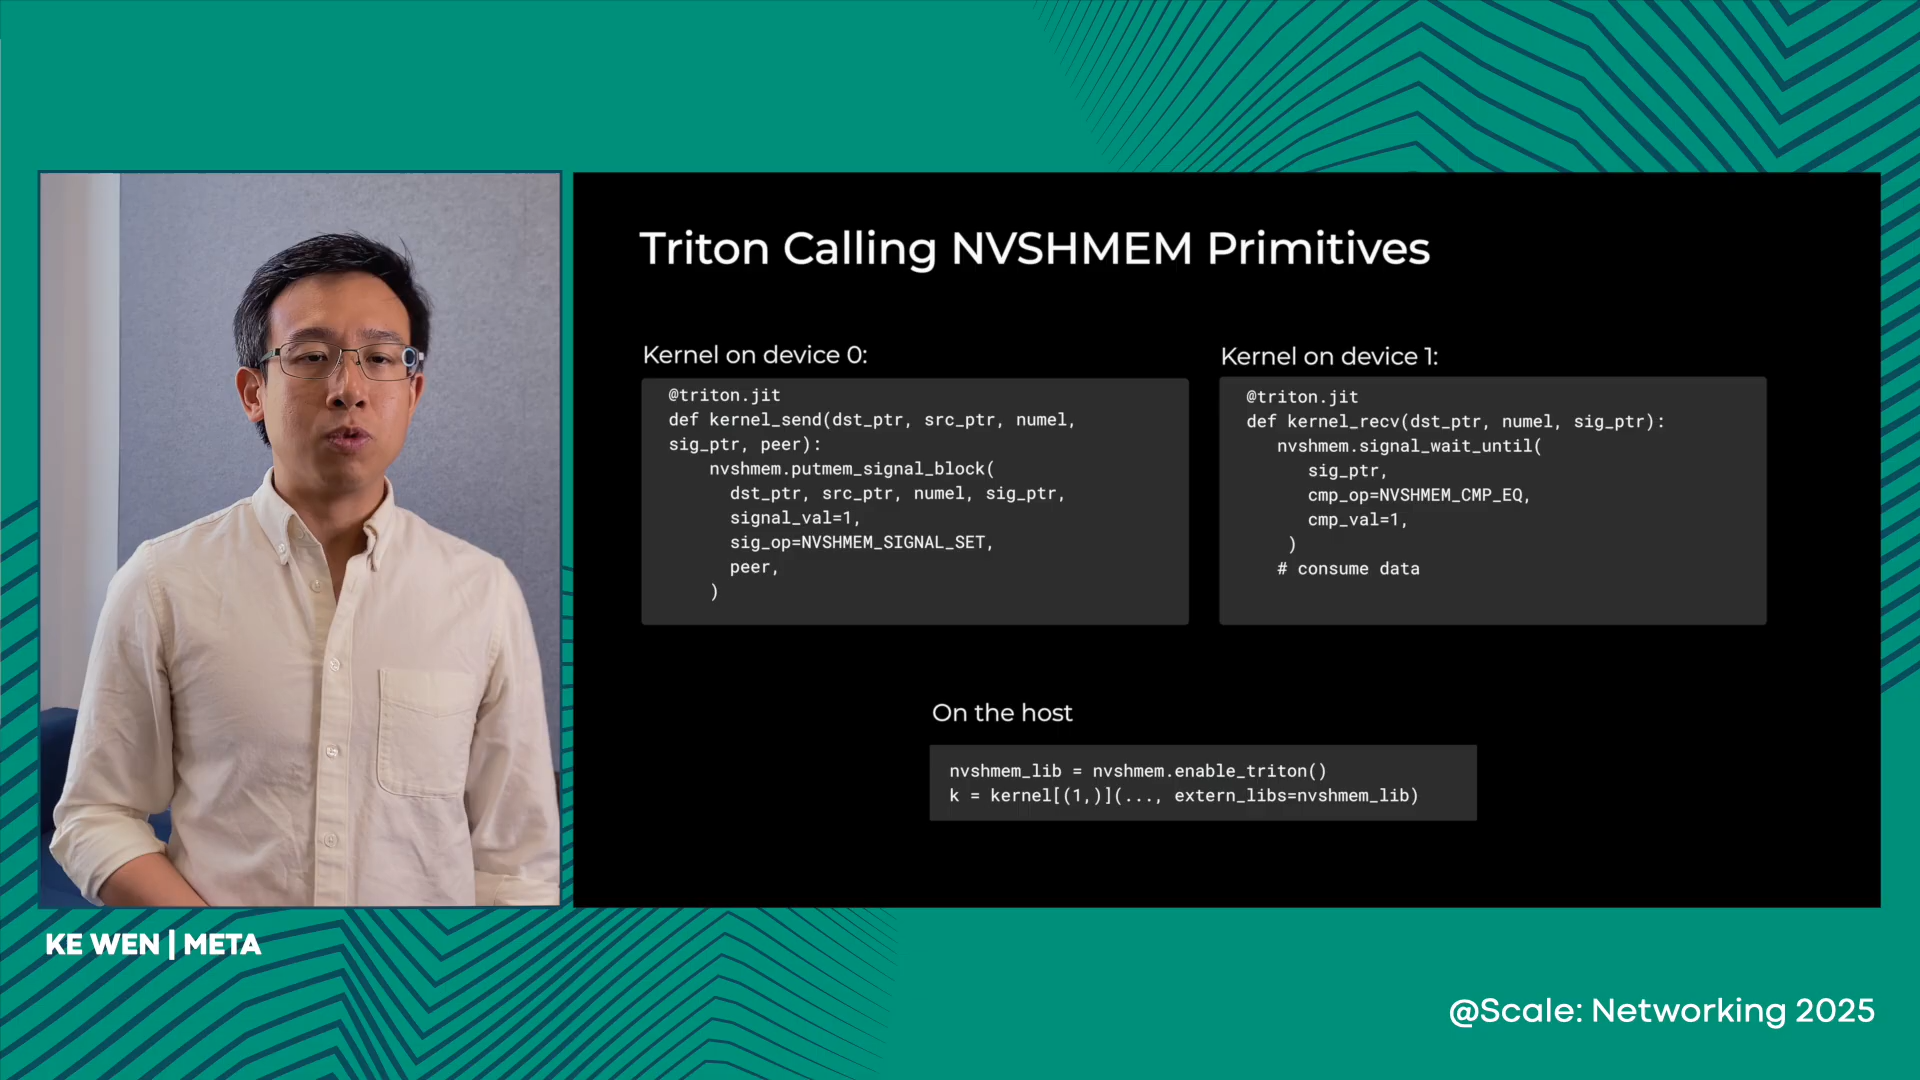 Triton Calling NVSHMEM Primitives
Kernel on device 0:
@triton.jit
def kernel_send(dst_ptr, src_ptr, numel,
sig_ptr, peer):
nvshmem.putmem_signal_block(
dst_ptr, src_ptr, numel, sig_ptr,
signal_val=1,
sig_op=NVSHMEM_SIGNAL_SET,
peer,
)
Kernel on device 1:
@triton.jit
def kernel_recv(dst_ptr, numel, sig_ptr):
nvshmem.signal_wait_until(
sig_ptr,
cmp_op=NVSHMEM_CMP_EQ,
cmp_val=1,
)
# consume data
On the host
nvshmem_lib = nvshmem.enable_triton()
k = kernel[(1,)](..., extern_libs=nvshmem_lib)
KE WEN | META
@Scale: Networking 2025